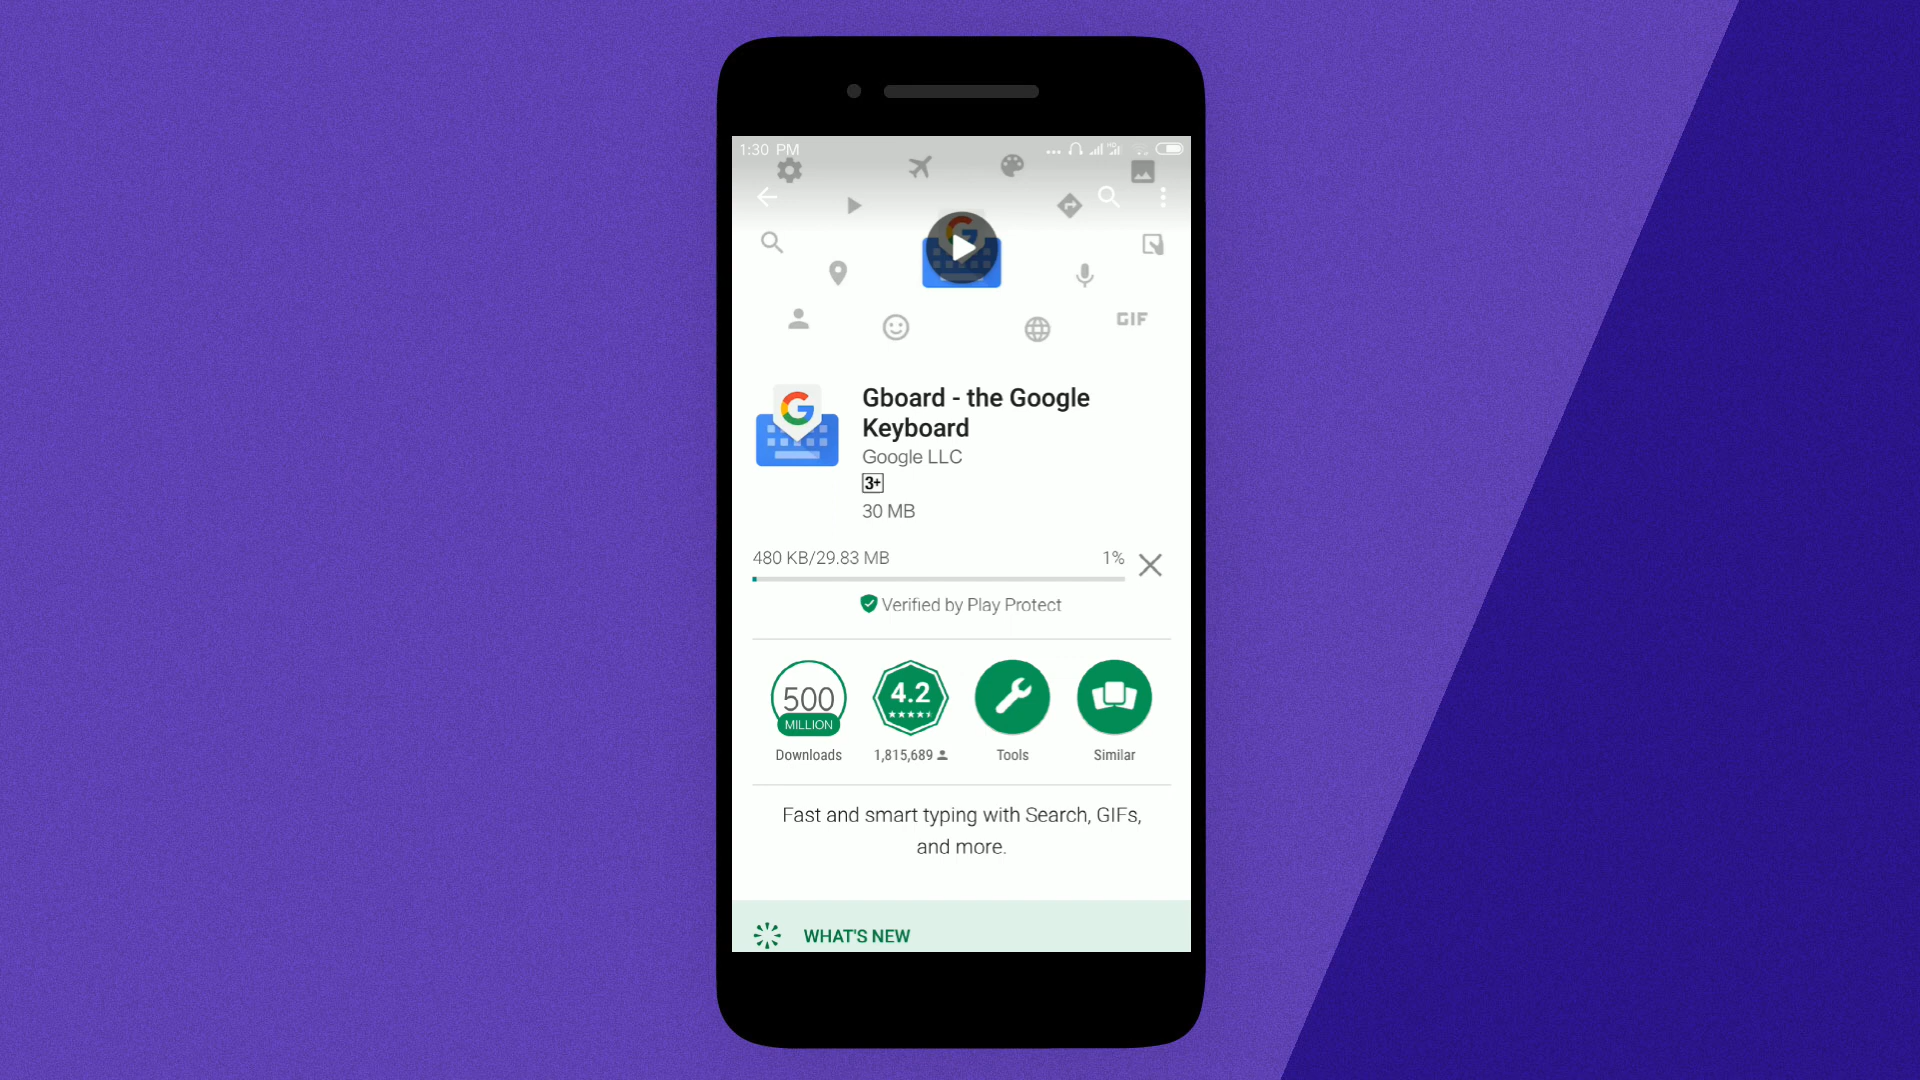 1:30 PM
GIF
Gboard - the Google
Keyboard
Google LLC
3+
30 MB
480 KB/29.83 MB 1%
Verified by Play Protect
500
MILLION
4.2
Downloads 1,815,689 Tools Similar
Fast and smart typing with Search, GIFs,
and more.
WHAT'S NEW